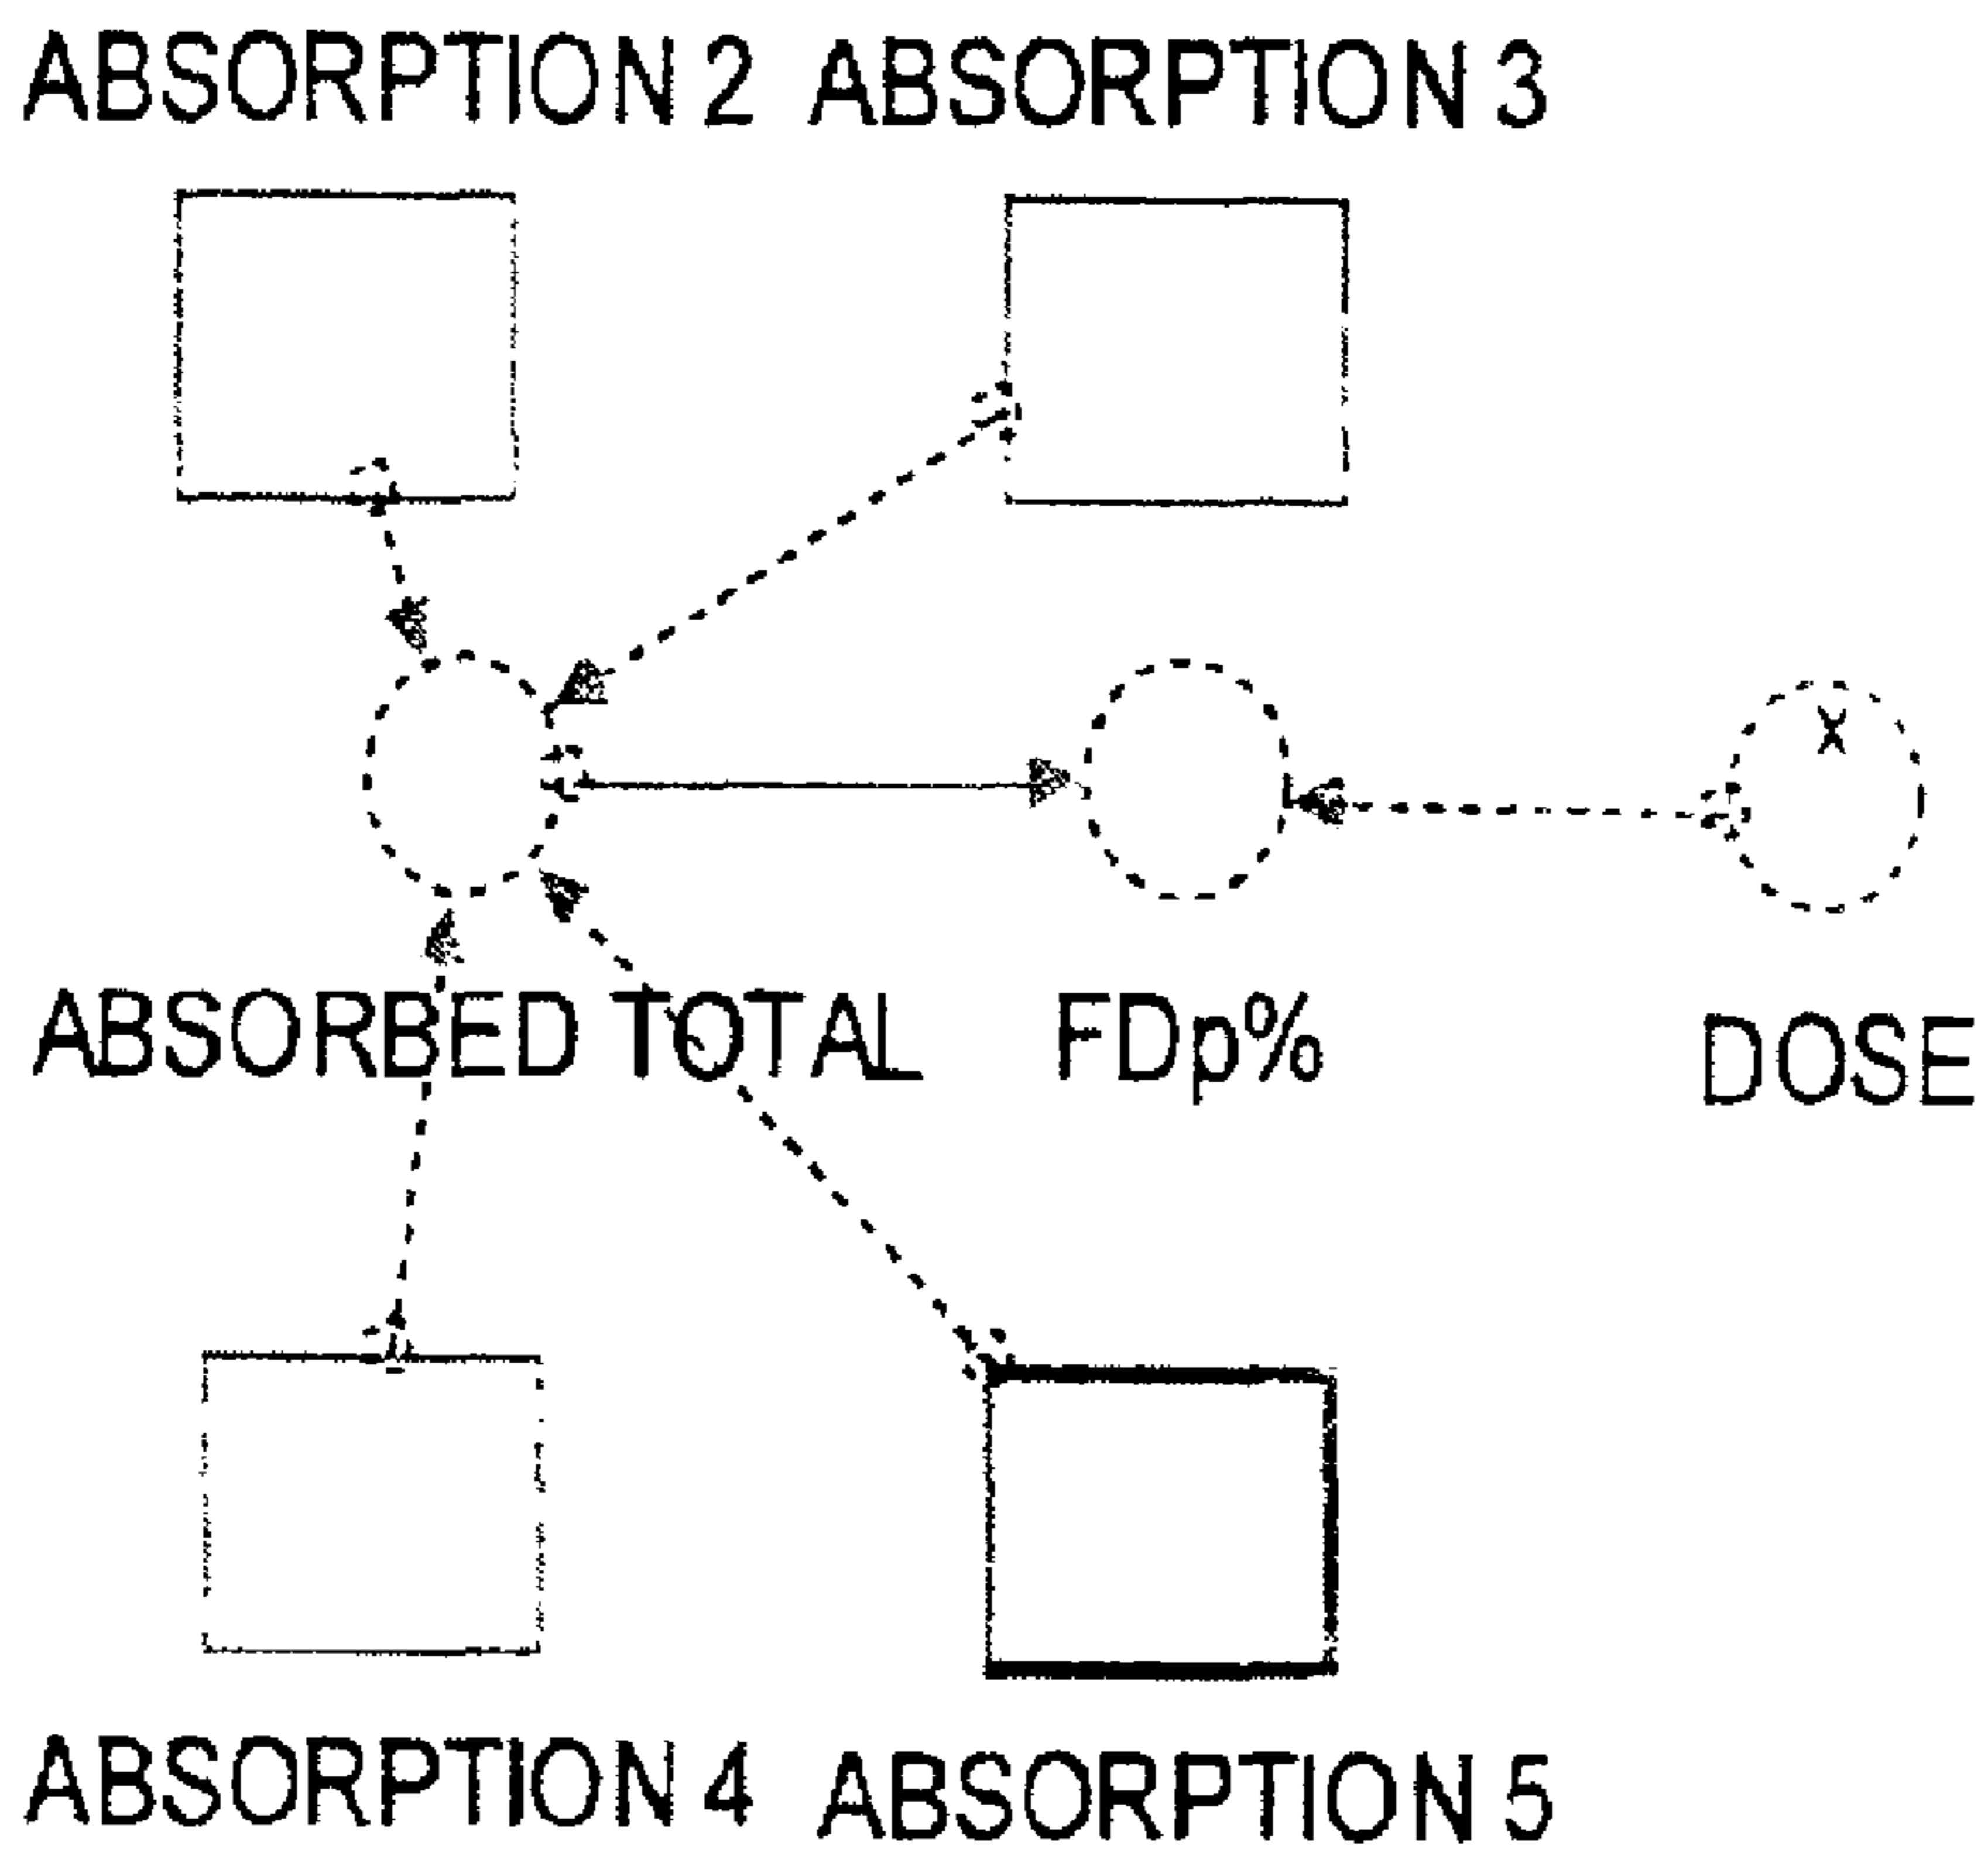 ABSORPTION 2 ABSORPTION 3
X
ABSORBED TOTAL FDp% DOSE
ABSORPTION 4 ABSORPTION 5